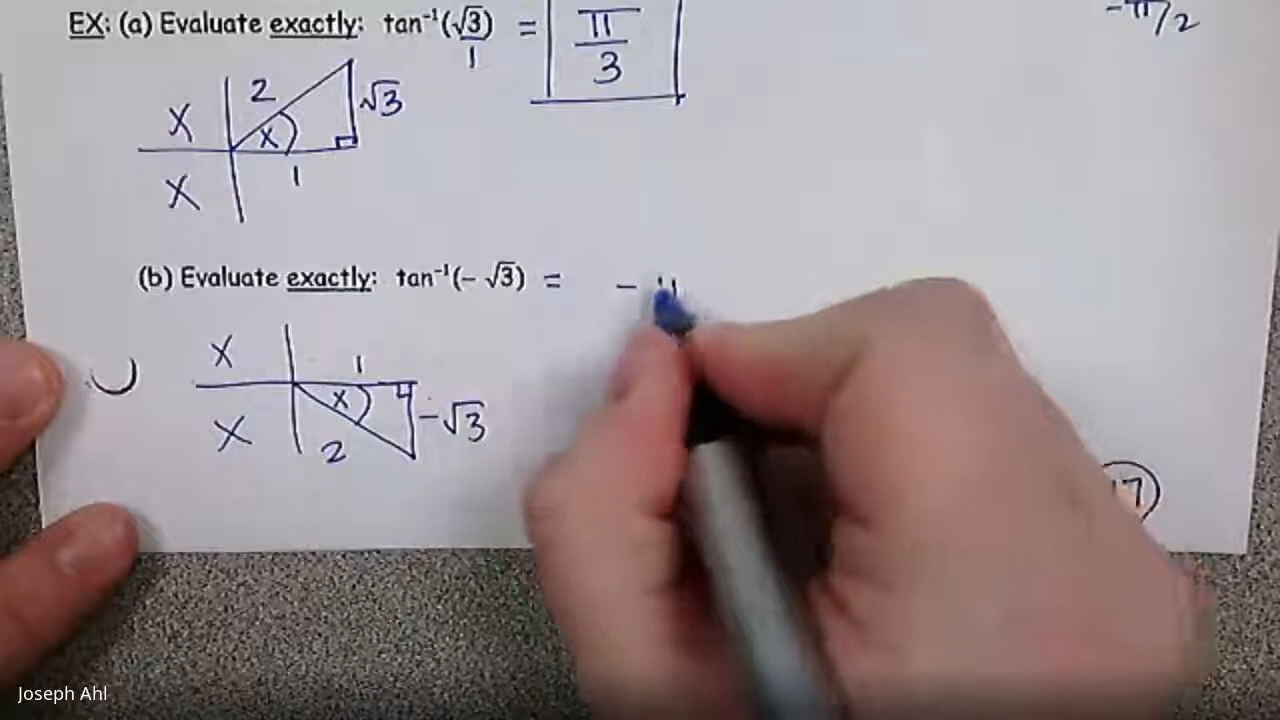 EX: (a) Evaluate exactly: tan⁻¹(√3) = π/3
1
-π/2
X 2 √3
X
X 1
(b) Evaluate exactly: tan⁻¹(- √3) = - π
X 1
X
X 2 -√3
Joseph Ahl